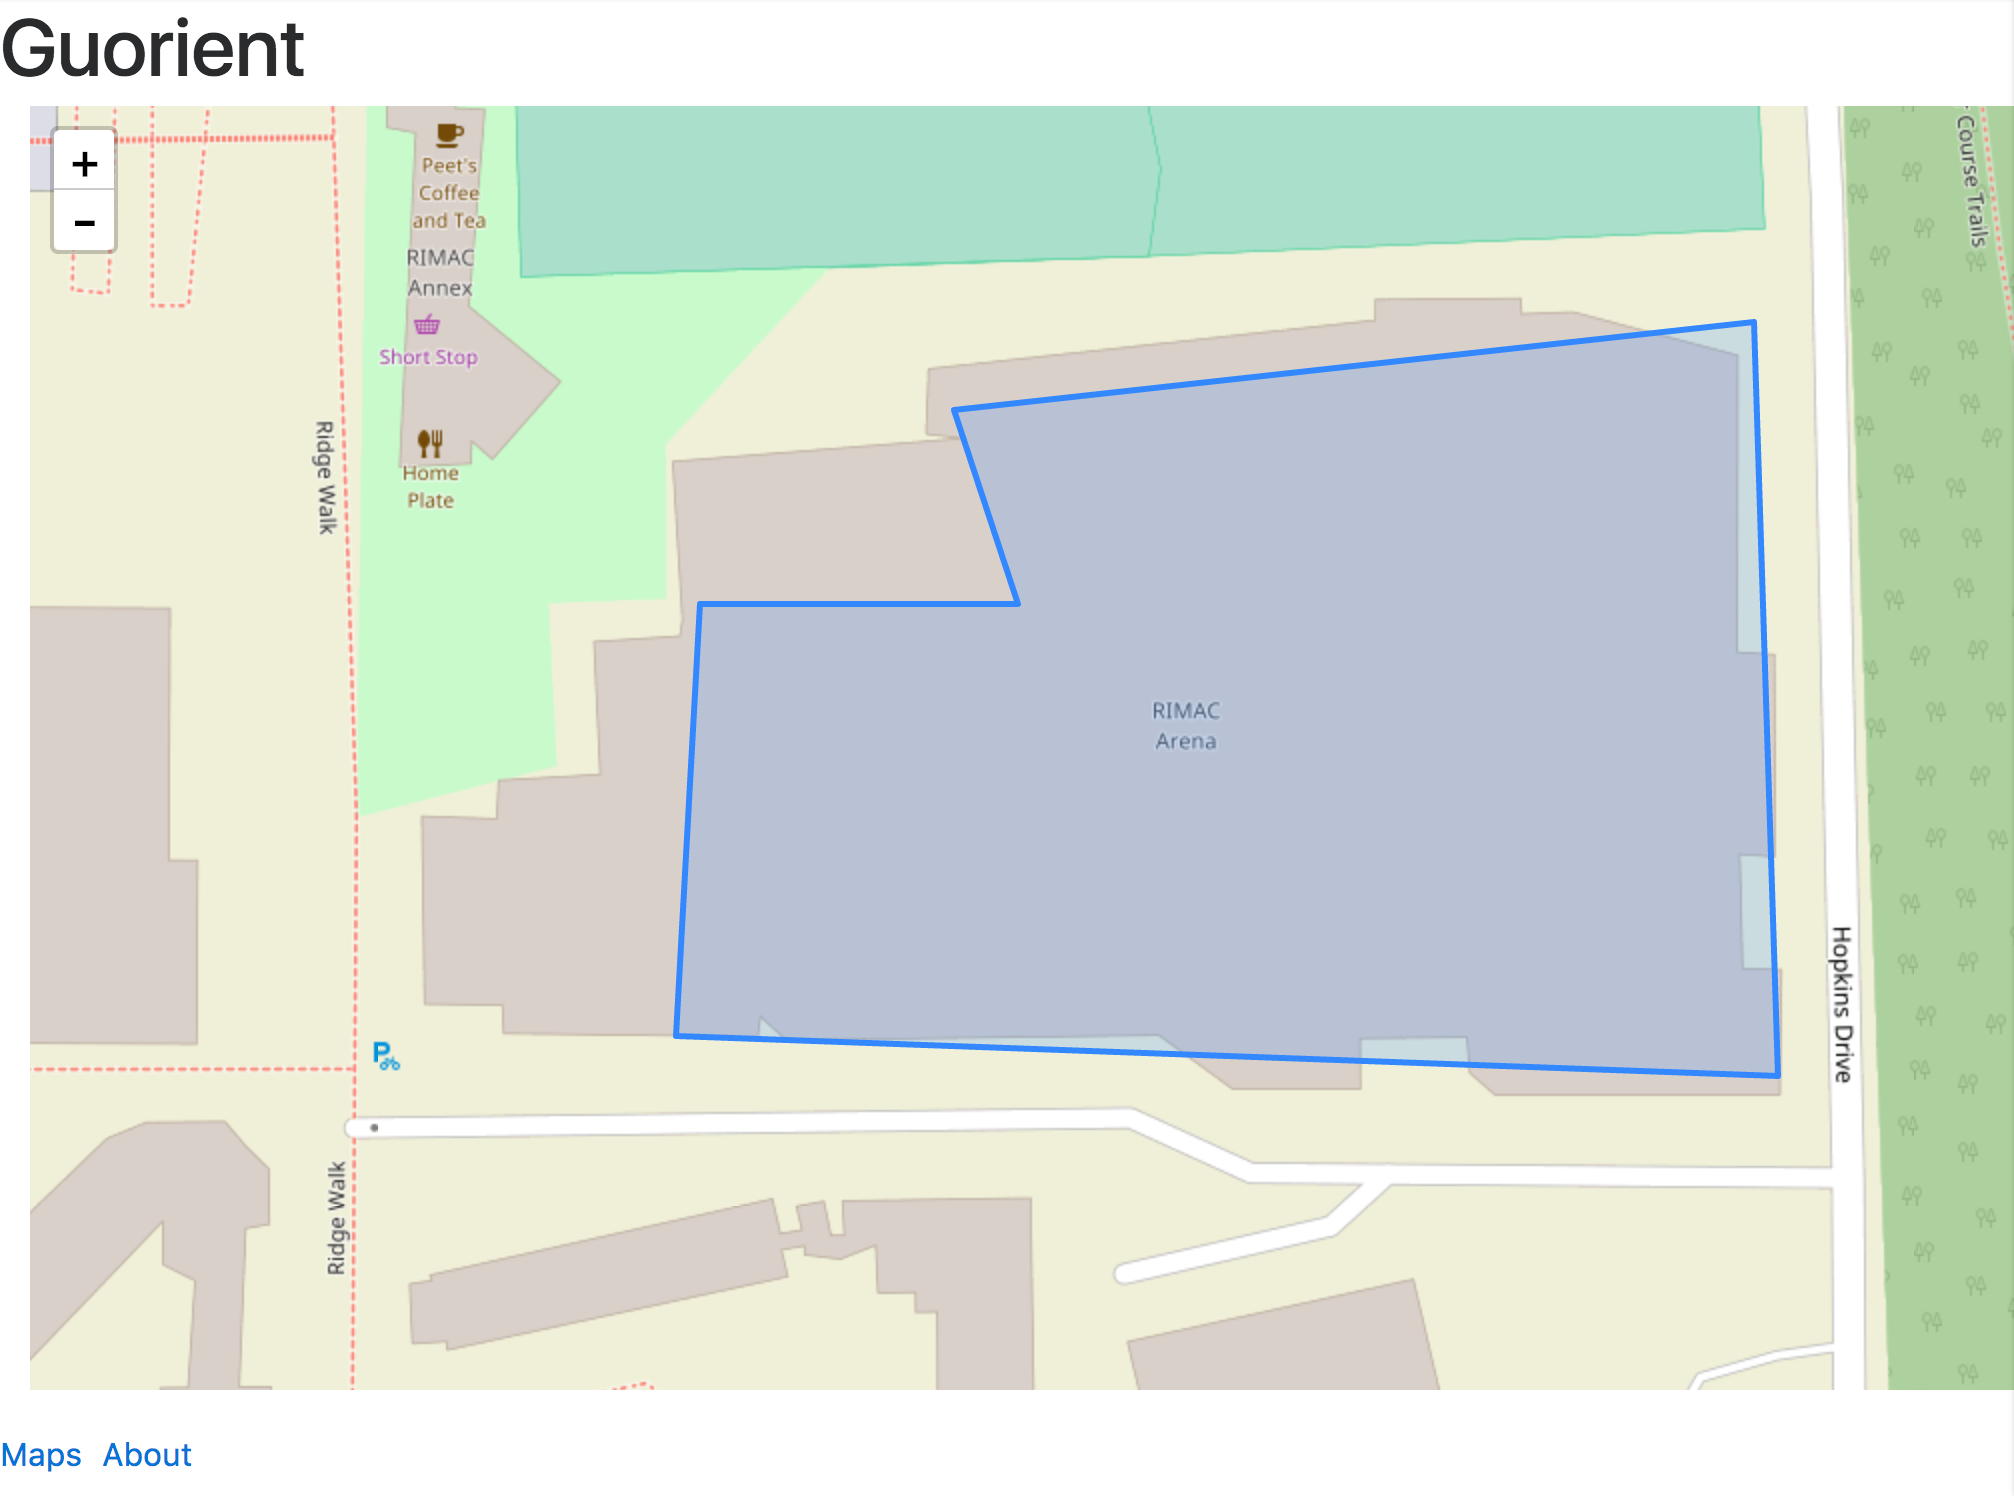 Guorient
+
-
Peet's
Coffee
and Tea
RIMAC
Annex
Short Stop
Home
Plate
Ridge Walk
RIMAC
Arena
Course Trails
Hopkins Drive
P
Ridge Walk
Maps About